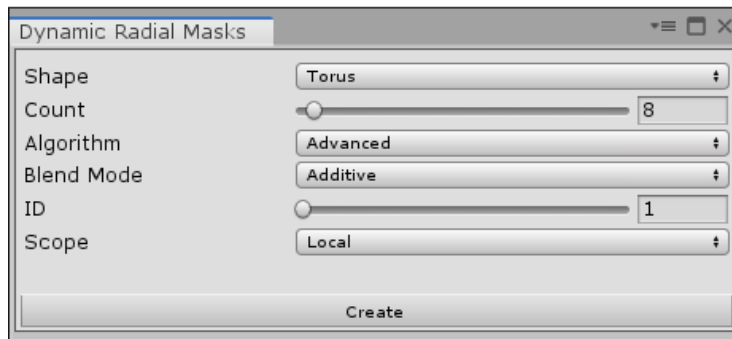 Dynamic Radial Masks
Shape Torus
Count 8
Algorithm Advanced
Blend Mode Additive
ID 1
Scope Local
Create